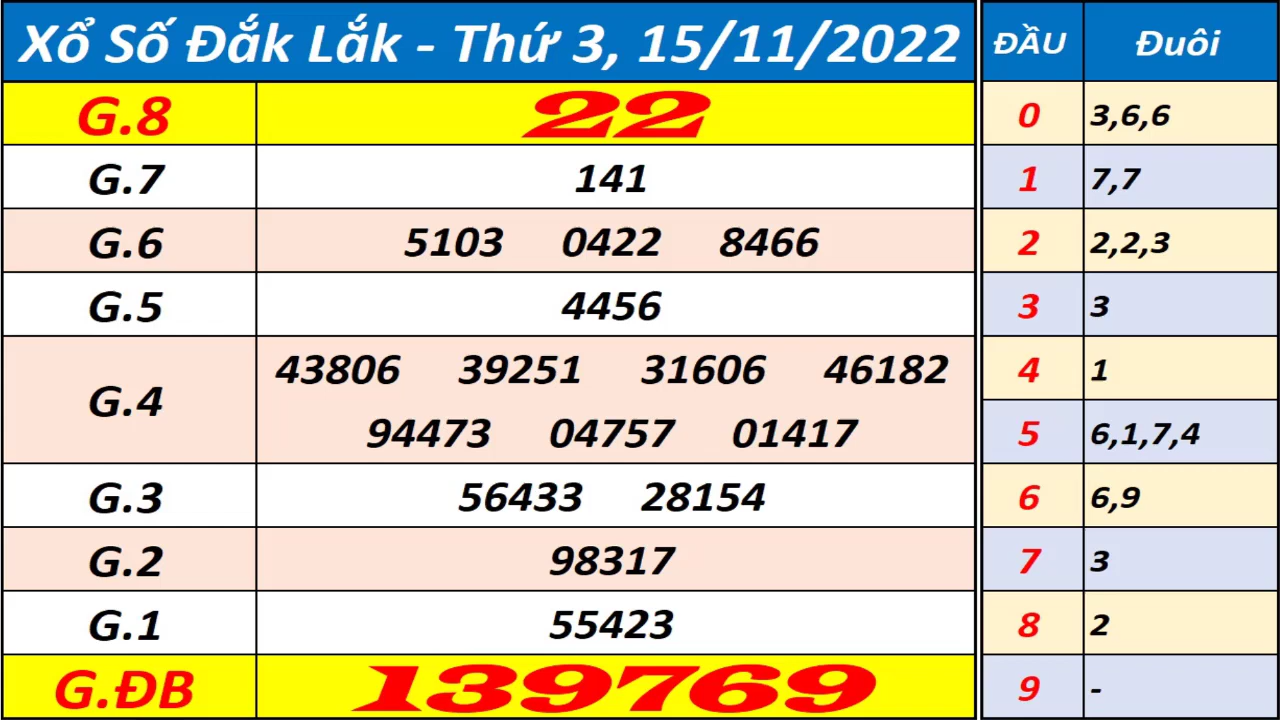 Xổ Số Đắk Lắk - Thứ 3, 15/11/2022 ĐẦU Đuôi
G.8 22 0 3,6,6
G.7 141 1 7,7
G.6 5103 0422 8466 2 2,2,3
G.5 4456 3 3
G.4 43806 39251 31606 46182 4 1
94473 04757 01417 5 6,1,7,4
G.3 56433 28154 6 6,9
G.2 98317 7 3
G.1 55423 8 2
G.ĐB 139769 9 -